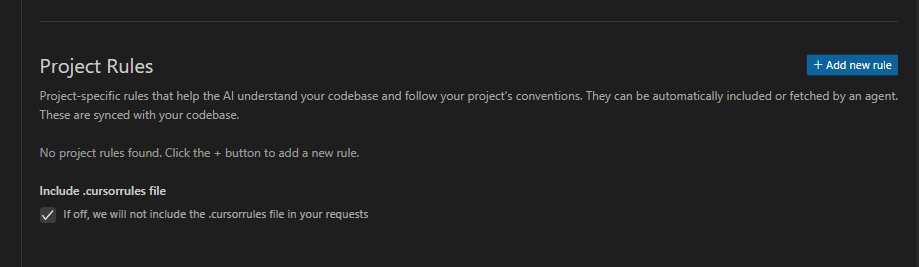 Project Rules
+ Add new rule
Project-specific rules that help the AI understand your codebase and follow your project's conventions. They can be automatically included or fetched by an agent.
These are synced with your codebase.
No project rules found. Click the + button to add a new rule.
Include .cursorrules file
If off, we will not include the .cursorrules file in your requests